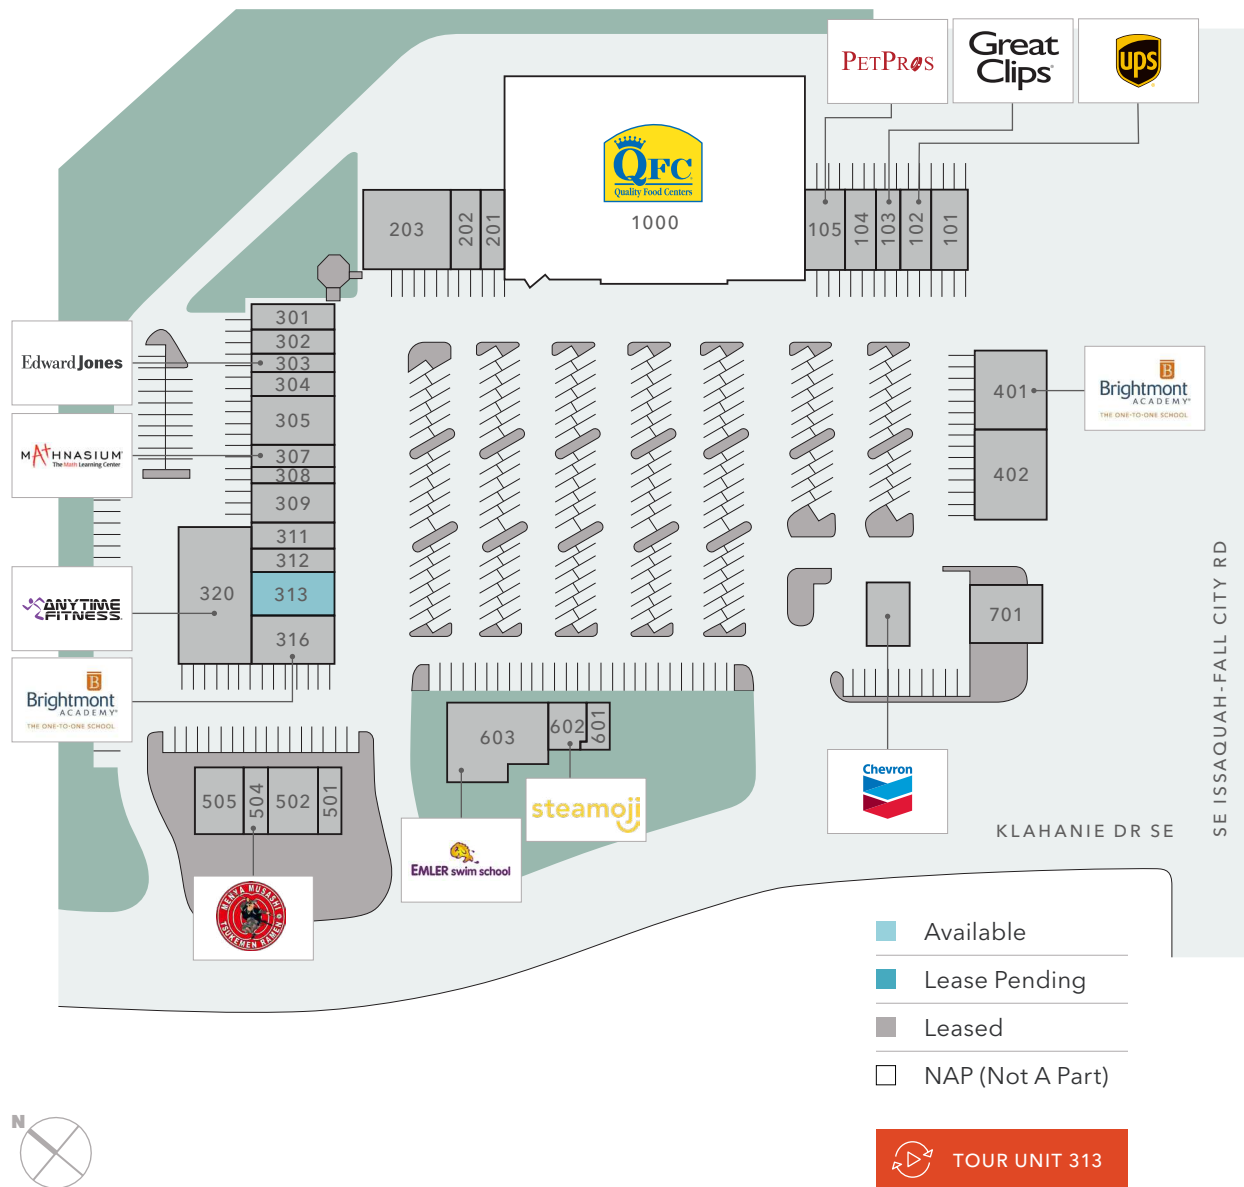 PETPROS
Great
Clips
ups
QFC
Quality Food Centers
1000
203
202
201
105
104
103
102
101
301
302
303
304
305
307
308
309
311
312
313
316
320
Edward Jones
MATHNASIUM
The Math Learning Center
ANYTIME
FITNESS
B
Brightmont
ACADEMY
THE ONE-TO-ONE SCHOOL
401
402
B
Brightmont
ACADEMY
THE ONE-TO-ONE SCHOOL
701
Chevron
603
602
601
steamoji
EMLER swim school
505
504
502
501
MENYA MUSASHI
TSUKEMEN RAMEN
KLAHANIE DR SE
SE ISSAQUAH-FALL CITY RD
Available
Lease Pending
Leased
NAP (Not A Part)
N
TOUR UNIT 313